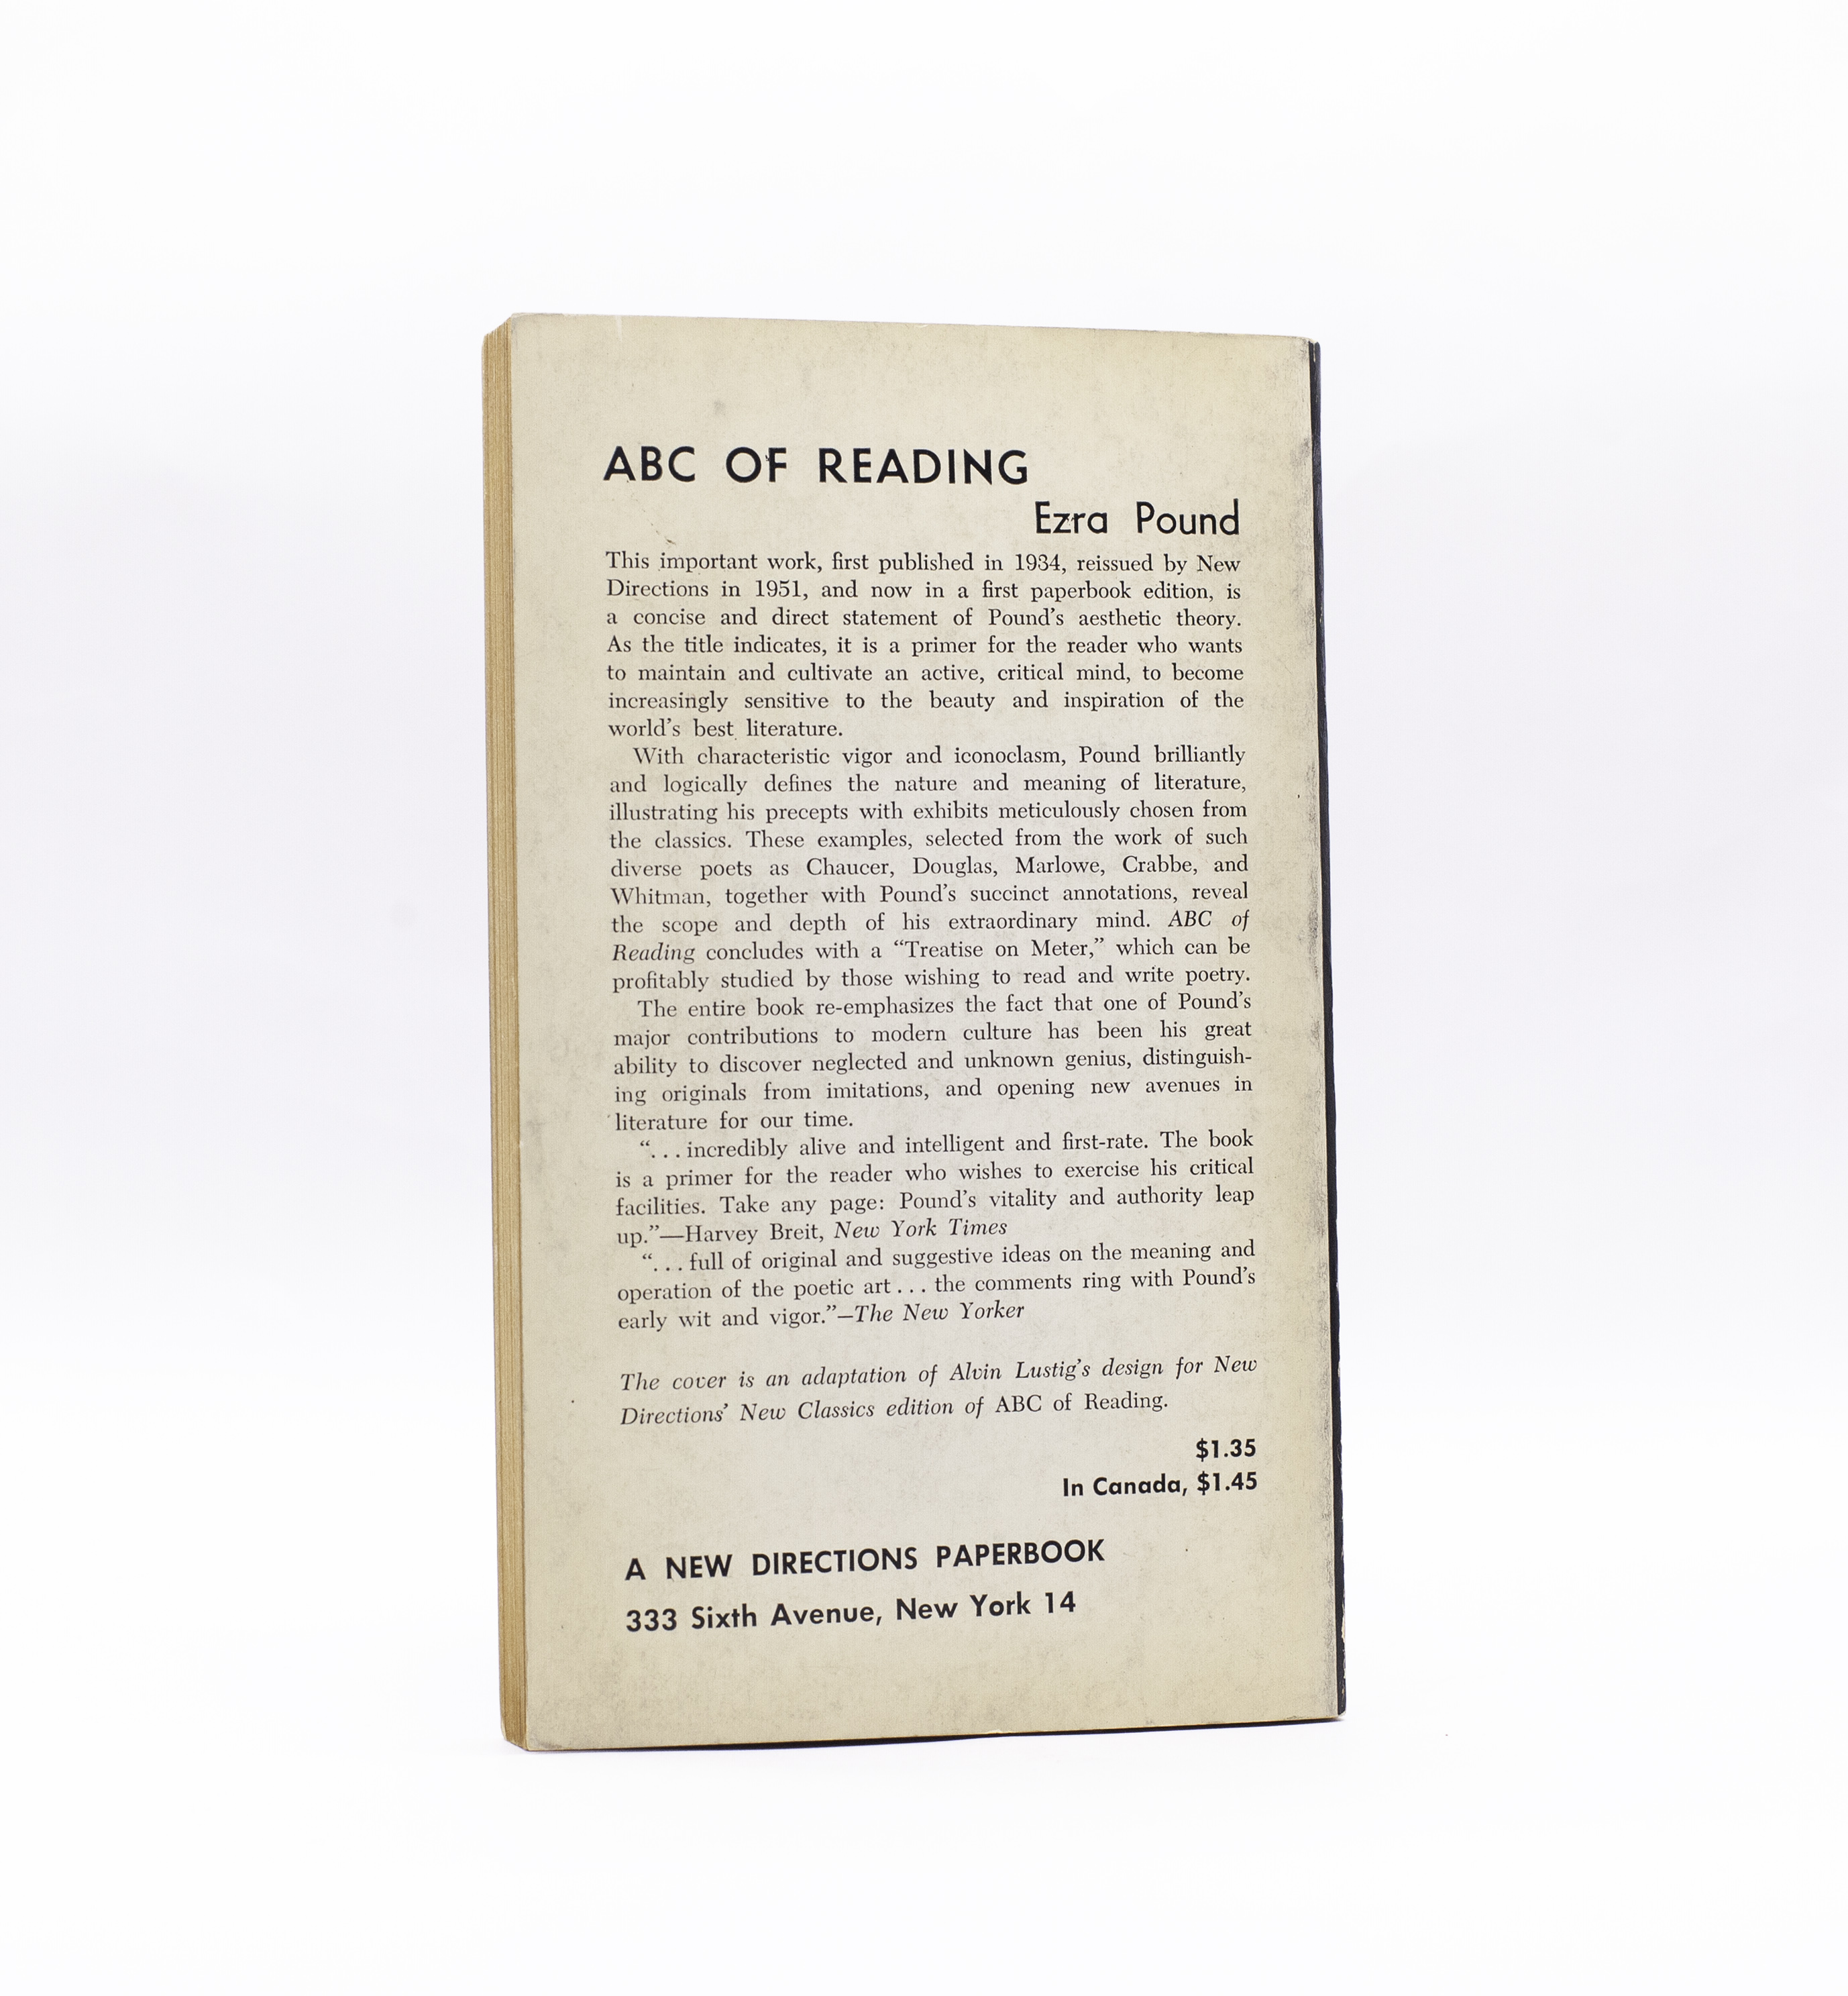 ABC OF READING
Ezra Pound
This important work, first published in 1934, reissued by New
Directions in 1951, and now in a first paperbook edition, is
a concise and direct statement of Pound's aesthetic theory.
As the title indicates, it is a primer for the reader who wants
to maintain and cultivate an active, critical mind, to become
increasingly sensitive to the beauty and inspiration of the
world's best literature.
With characteristic vigor and iconoclasm, Pound brilliantly
and logically defines the nature and meaning of literature,
illustrating his precepts with exhibits meticulously chosen from
the classics. These examples, selected from the work of such
diverse poets as Chaucer, Douglas, Marlowe, Crabbe, and
Whitman, together with Pound's succinct annotations, reveal
the scope and depth of his extraordinary mind. ABC of
Reading concludes with a “Treatise on Meter,” which can be
profitably studied by those wishing to read and write poetry.
The entire book re-emphasizes the fact that one of Pound's
major contributions to modern culture has been his great
ability to discover neglected and unknown genius, distinguish-
ing originals from imitations, and opening new avenues in
literature for our time.
“. . . incredibly alive and intelligent and first-rate. The book
is a primer for the reader who wishes to exercise his critical
facilities. Take any page: Pound's vitality and authority leap
up.”—Harvey Breit, New York Times
“. . . full of original and suggestive ideas on the meaning and
operation of the poetic art . . . the comments ring with Pound's
early wit and vigor.”—The New Yorker
The cover is an adaptation of Alvin Lustig's design for New
Directions' New Classics edition of ABC of Reading.
$1.35
In Canada, $1.45
A NEW DIRECTIONS PAPERBOOK
333 Sixth Avenue, New York 14